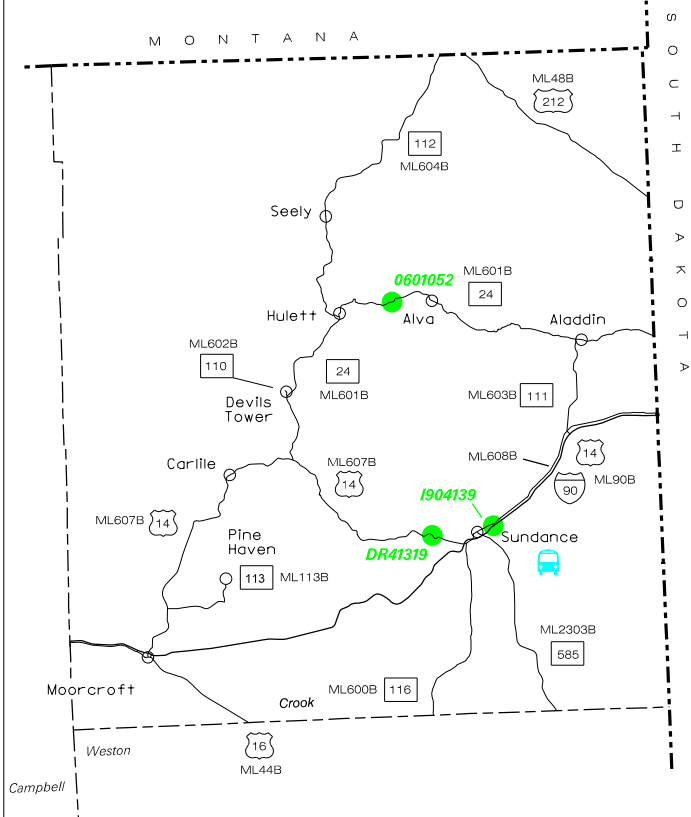 MONTANA
SOUTH DAKOTA
ML48B
212
112
ML604B
Seely
0601052
ML601B
24
Hulett
Alva
Aladdin
ML602B
110
24
ML601B
Devils
Tower
ML603B
111
Carlile
ML607B
14
ML608B
14
90
ML90B
I904139
ML607B
14
Pine
Haven
DR41319
Sundance
113
ML113B
ML2303B
585
Moorcroft
ML600B
116
Crook
Weston
16
ML44B
Campbell